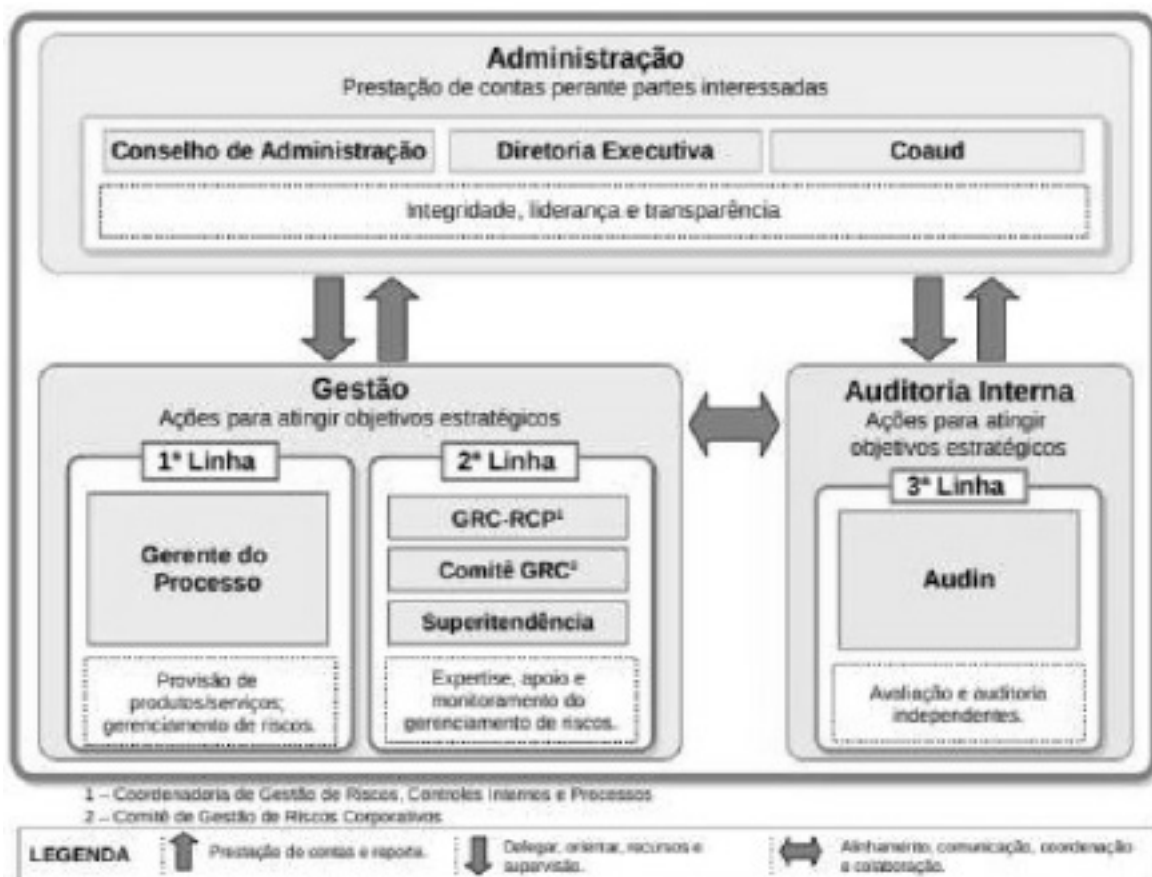 Administração
Prestação de contas perante partes interessadas
Conselho de Administração
Diretoria Executiva
Coaud
Integridade, liderança e transparência
Gestão
Ações para atingir objetivos estratégicos
1ª Linha
Gerente do
Processo
Provisão de
produtos/serviços;
gerenciamento de riscos.
2ª Linha
GRC-RCP¹
Comitê GRC²
Superitendência
Expertise, apoio e
monitoramento do
gerenciamento de riscos.
Auditoria Interna
Ações para atingir
objetivos estratégicos
3ª Linha
Audin
Avaliação e auditoria
independentes.
1 – Coordenadoria de Gestão de Riscos, Controles Internos e Processos
2 – Comitê de Gestão de Riscos Corporativos
LEGENDA
Prestação de contas e reporte.
Delegar, orientar, recursos e
supervisão.
Alinhamento, comunicação, coordenação
e colaboração.